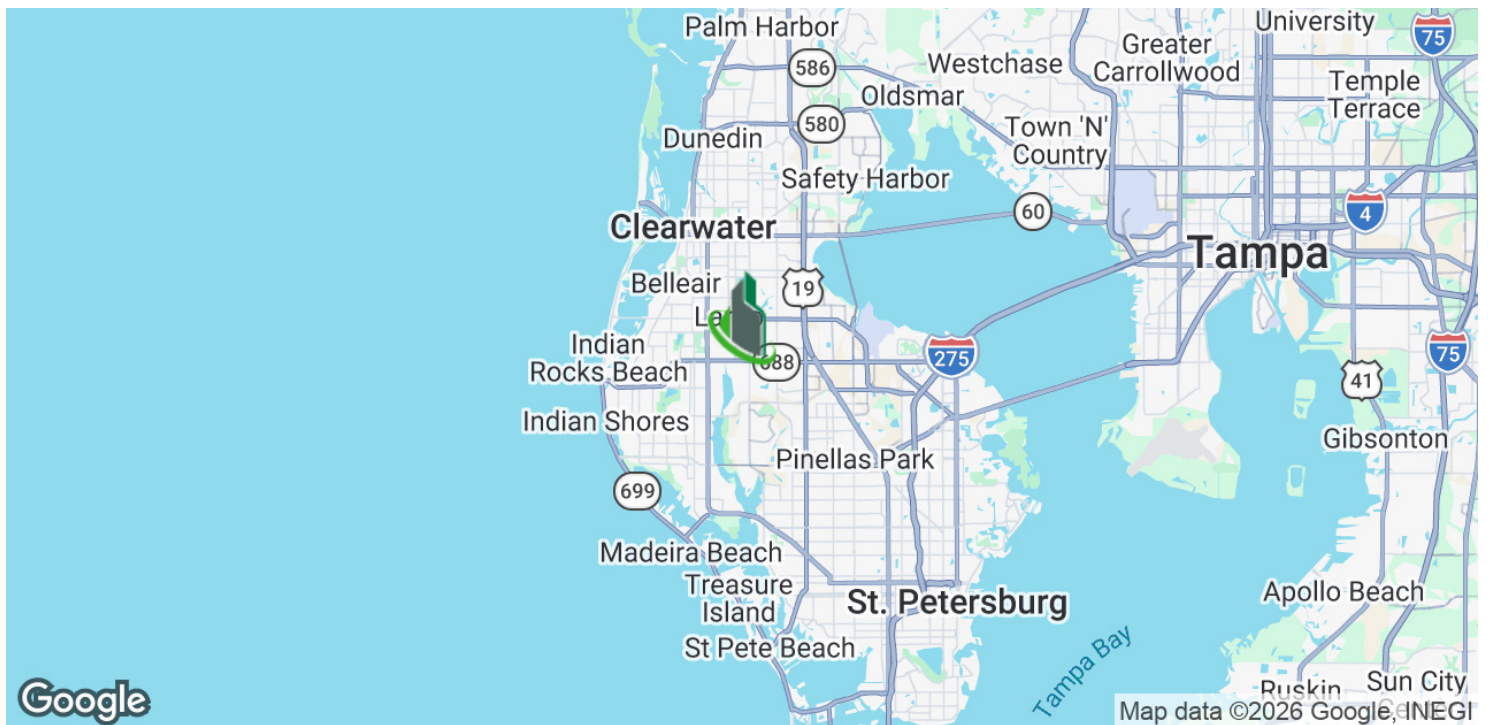 Palm Harbor
University
75
586
Westchase
Greater
Carrollwood
Oldsmar
Temple
Terrace
580
Dunedin
Town 'N'
Country
Safety Harbor
60
4
Clearwater
Tampa
Belleair
19
Indian
Rocks Beach
688
275
75
41
Indian Shores
Gibsonton
Pinellas Park
699
Madeira Beach
Treasure
Island
St. Petersburg
Apollo Beach
St Pete Beach
Tampa Bay
Ruskin
Sun City
Google
Map data ©2026 Google, INEGI